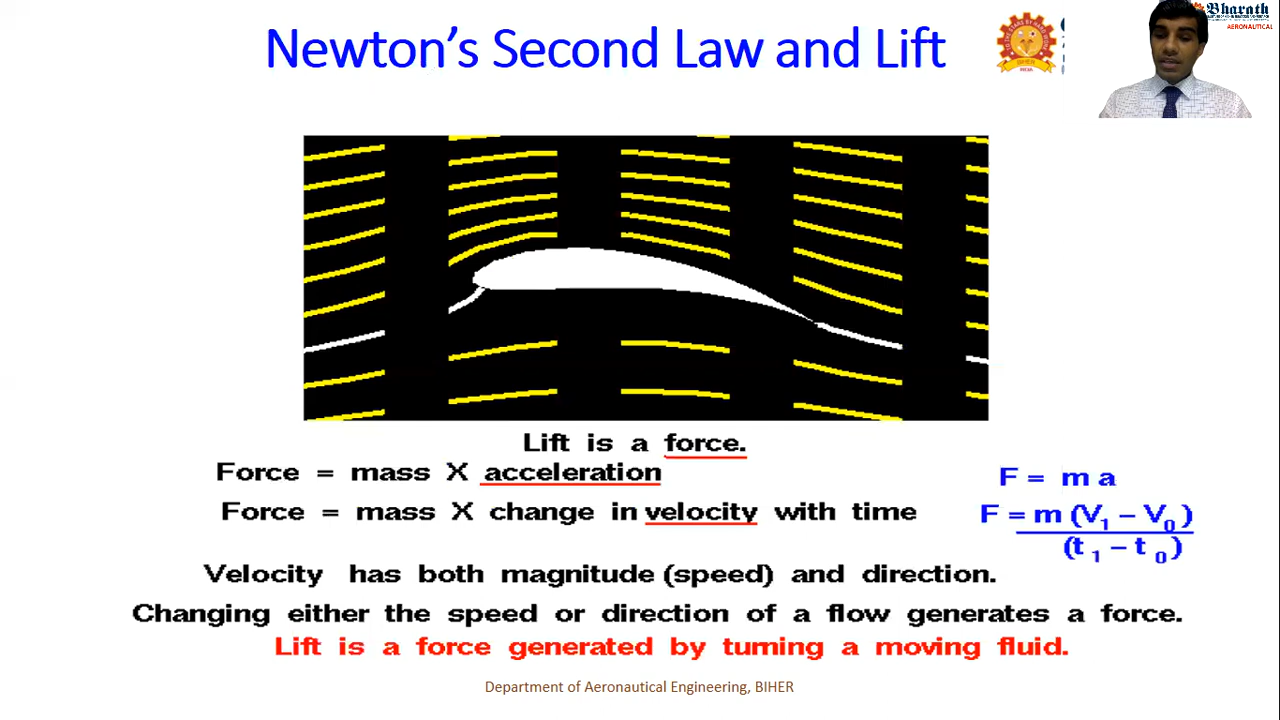 Newton's Second Law and Lift
Bharath
AERONAUTICAL
BIHER
Lift is a force.
Force = mass X acceleration
F = m a
Force = mass X change in velocity with time
F = m (V1 – V0)
(t1 – t0)
Velocity has both magnitude (speed) and direction.
Changing either the speed or direction of a flow generates a force.
Lift is a force generated by turning a moving fluid.
Department of Aeronautical Engineering, BIHER